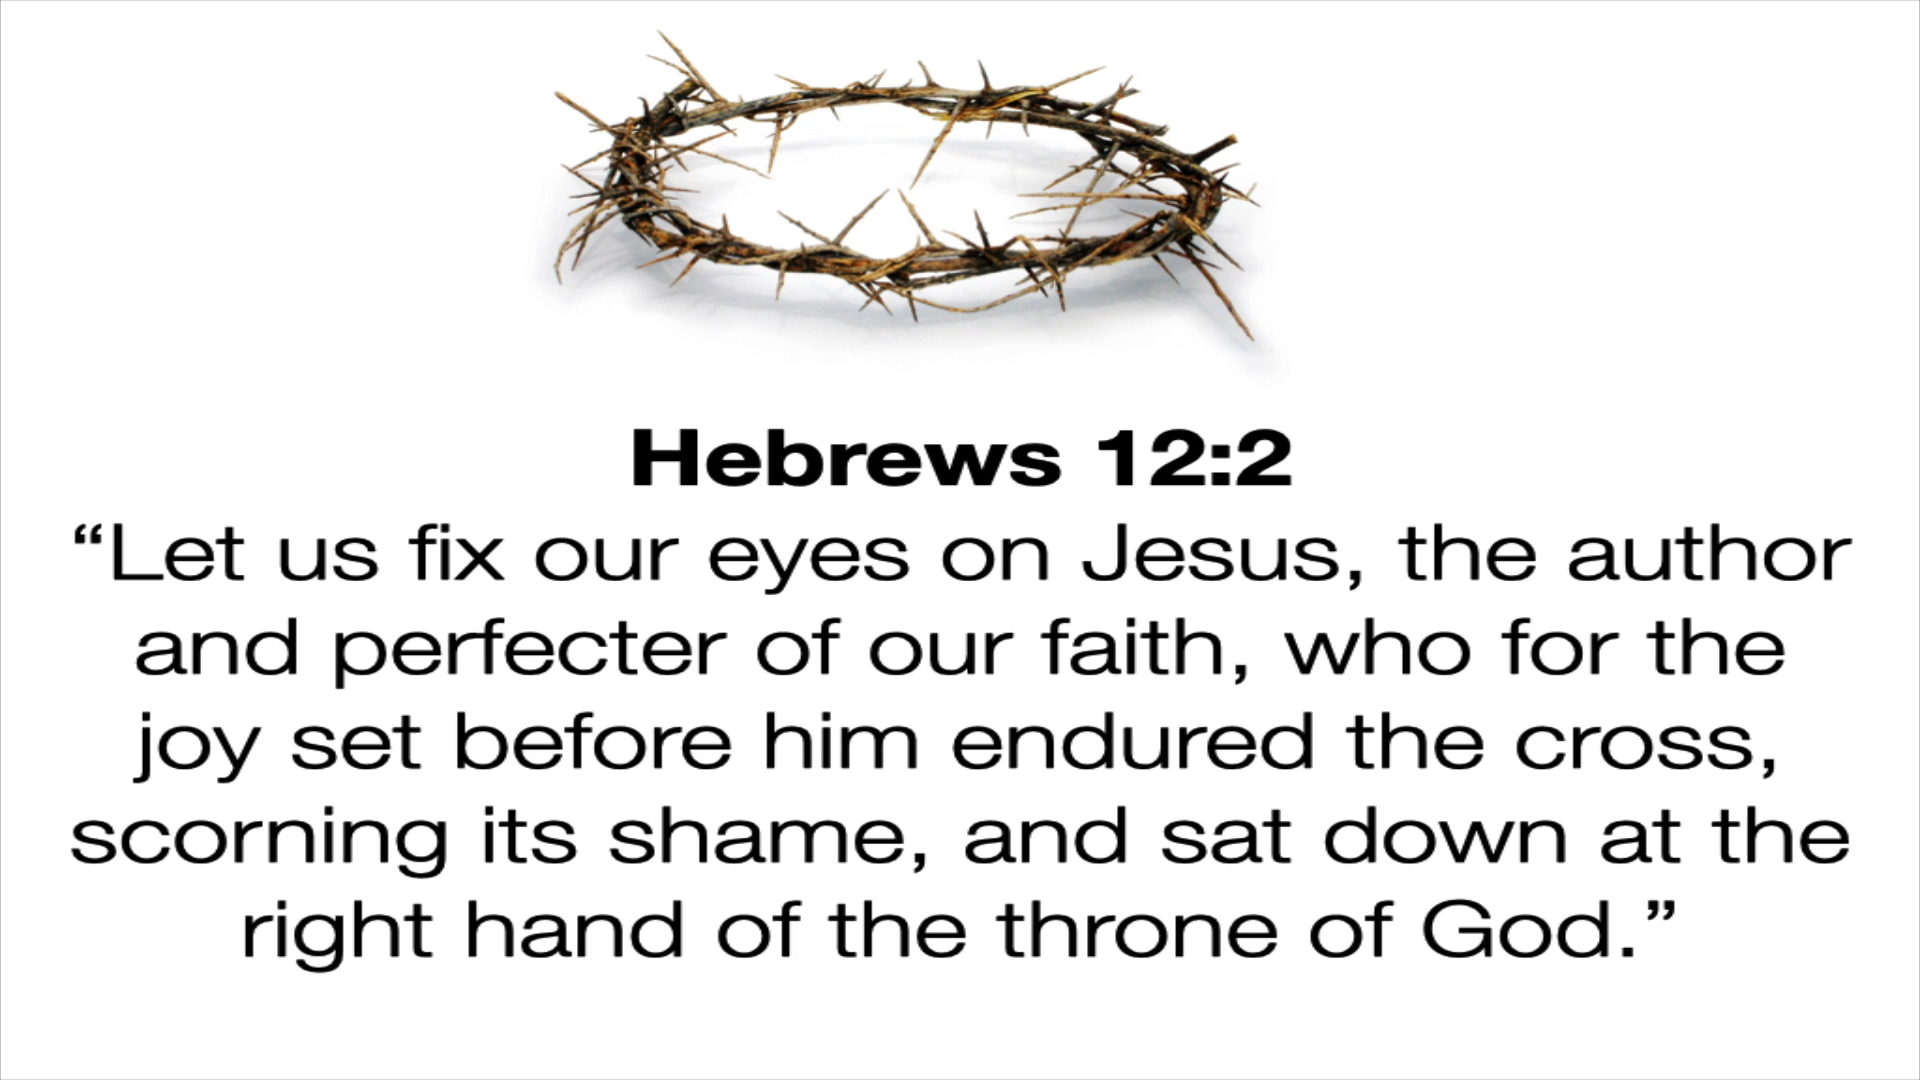 Hebrews 12:2
“Let us fix our eyes on Jesus, the author
and perfecter of our faith, who for the
joy set before him endured the cross,
scorning its shame, and sat down at the
right hand of the throne of God.”